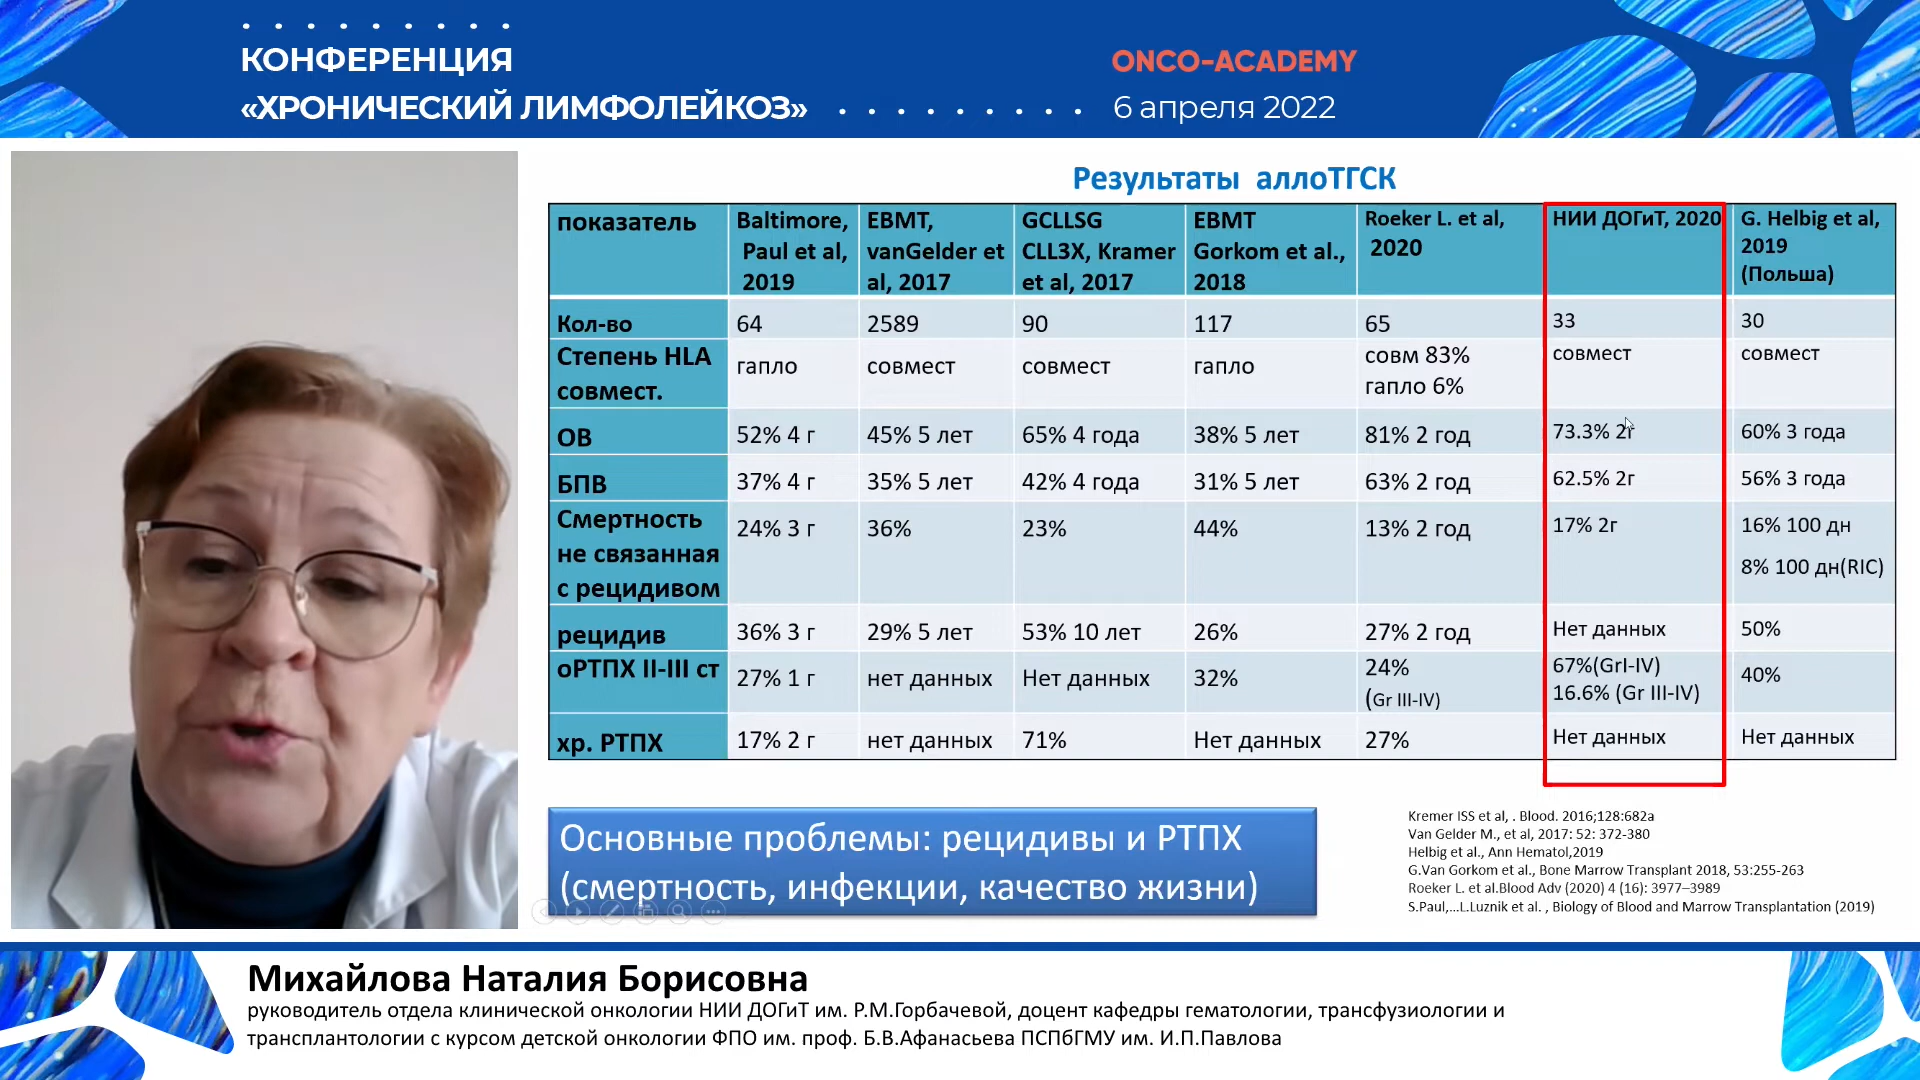 КОНФЕРЕНЦИЯ
«ХРОНИЧЕСКИЙ ЛИМФОЛЕЙКОЗ»
ONCO-ACADEMY
6 апреля 2022
Результаты аллоТГСК
показатель
Baltimore,
Paul et al,
2019
EBMT,
vanGelder et
al, 2017
GCLLSG
CLL3X, Kramer
et al, 2017
EBMT
Gorkom et al.,
2018
Roeker L. et al,
2020
НИИ ДОГиТ, 2020
G. Helbig et al,
2019
(Польша)
Кол-во
64
2589
90
117
65
33
30
Степень HLA
совмест.
гапло
совмест
совмест
гапло
совм 83%
гапло 6%
совмест
совмест
ОВ
52% 4 г
45% 5 лет
65% 4 года
38% 5 лет
81% 2 год
73.3% 2г
60% 3 года
БПВ
37% 4 г
35% 5 лет
42% 4 года
31% 5 лет
63% 2 год
62.5% 2г
56% 3 года
Смертность
не связанная
с рецидивом
24% 3 г
36%
23%
44%
13% 2 год
17% 2г
16% 100 дн
8% 100 дн(RIC)
рецидив
36% 3 г
29% 5 лет
53% 10 лет
26%
27% 2 год
Нет данных
50%
оРТПХ II-III ст
27% 1 г
нет данных
Нет данных
32%
24%
(Gr III-IV)
67%(GrI-IV)
16.6% (Gr III-IV)
40%
хр. РТПХ
17% 2 г
нет данных
71%
Нет данных
27%
Нет данных
Нет данных
Основные проблемы: рецидивы и РТПХ
(смертность, инфекции, качество жизни)
Kremer ISS et al, . Blood. 2016;128:682a
Van Gelder M., et al, 2017: 52: 372-380
Helbig et al., Ann Hematol,2019
G.Van Gorkom et al., Bone Marrow Transplant 2018, 53:255-263
Roeker L. et al.Blood Adv (2020) 4 (16): 3977–3989
S.Paul,...L.Luznik et al. , Biology of Blood and Marrow Transplantation (2019)
Михайлова Наталия Борисовна
руководитель отдела клинической онкологии НИИ ДОГиТ им. Р.М.Горбачевой, доцент кафедры гематологии, трансфузиологии и
трансплантологии с курсом детской онкологии ФПО им. проф. Б.В.Афанасьева ПСПбГМУ им. И.П.Павлова